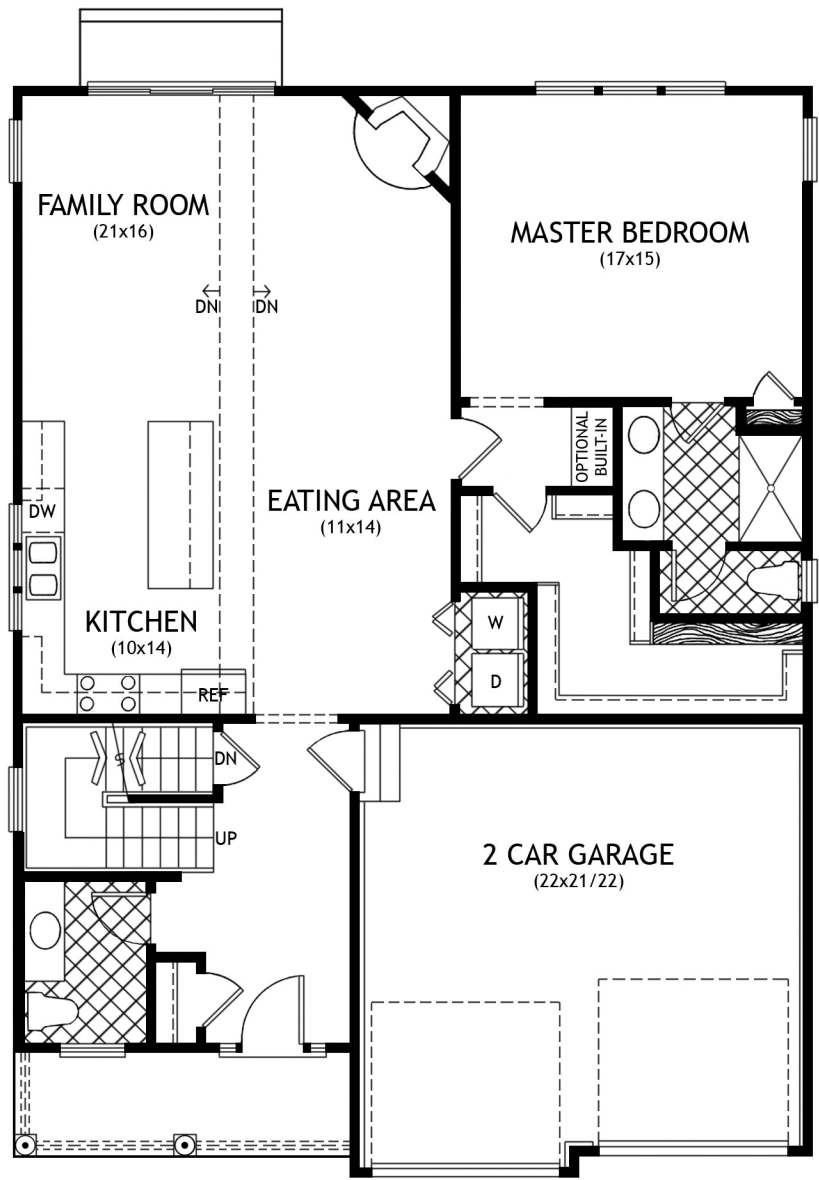 FAMILY ROOM
(21x16)
MASTER BEDROOM
(17x15)
DN
DN
OPTIONAL
BUILT-IN
EATING AREA
(11x14)
DW
KITCHEN
(10x14)
W
D
REF
DN
S
UP
2 CAR GARAGE
(22x21/22)